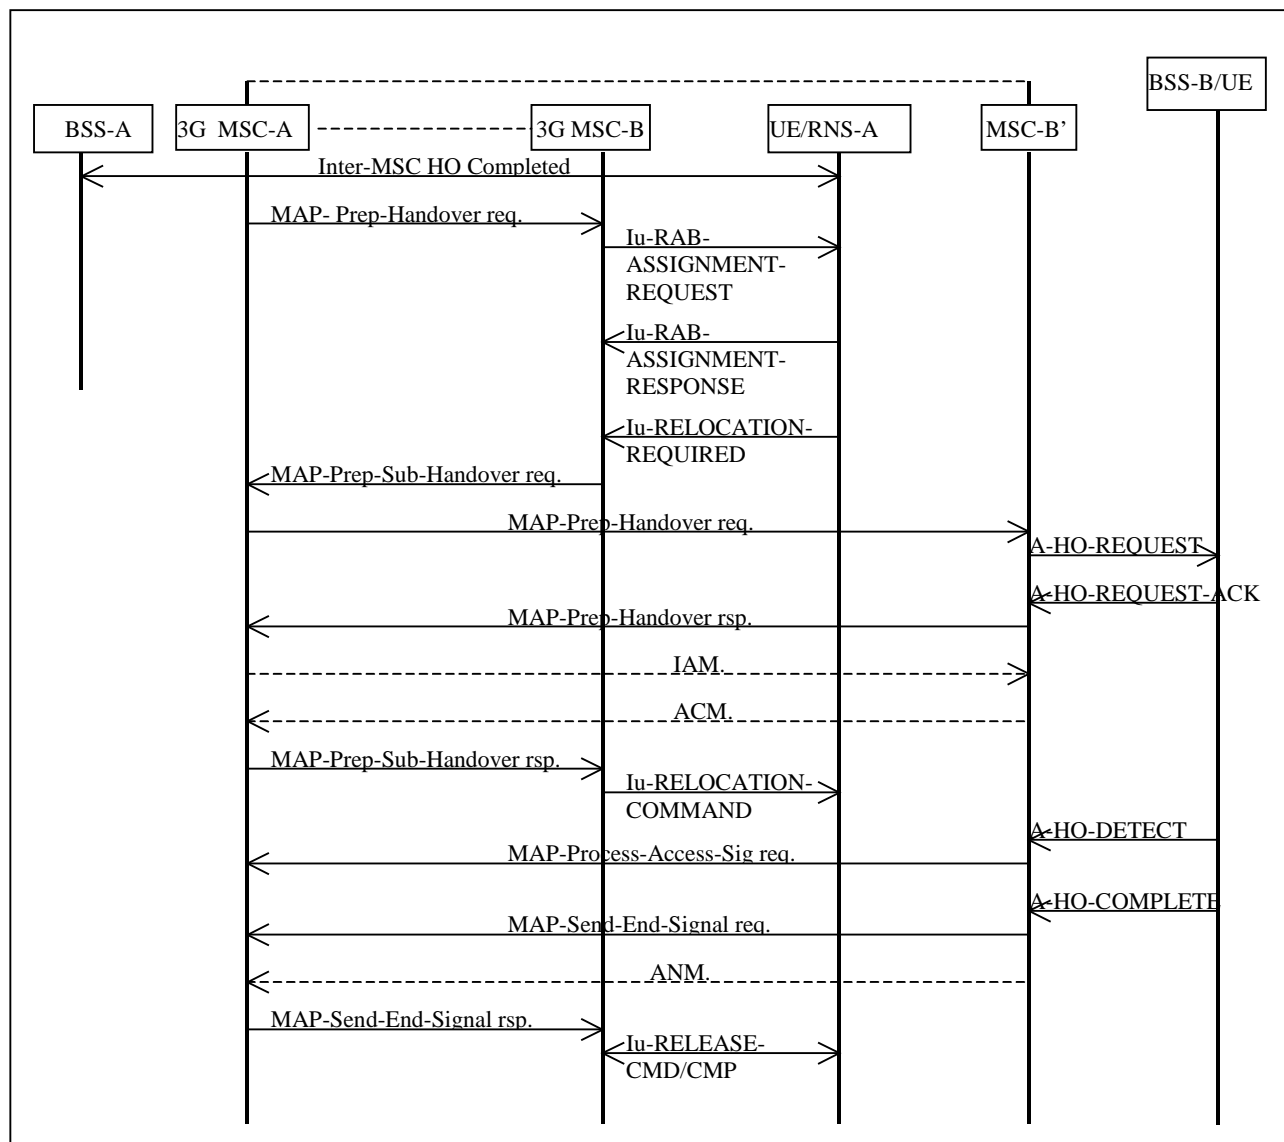 BSS-B/UE
BSS-A
3G MSC-A
3G MSC-B
UE/RNS-A
MSC-B’
Inter-MSC HO Completed
MAP- Prep-Handover req.
Iu-RAB-
ASSIGNMENT-
REQUEST
Iu-RAB-
ASSIGNMENT-
RESPONSE
Iu-RELOCATION-
REQUIRED
MAP-Prep-Sub-Handover req.
MAP-Prep-Handover req.
A-HO-REQUEST
A-HO-REQUEST-ACK
MAP-Prep-Handover rsp.
IAM.
ACM.
MAP-Prep-Sub-Handover rsp.
Iu-RELOCATION-
COMMAND
A-HO-DETECT
MAP-Process-Access-Sig req.
A-HO-COMPLETE
MAP-Send-End-Signal req.
ANM.
MAP-Send-End-Signal rsp.
Iu-RELEASE-
CMD/CMP